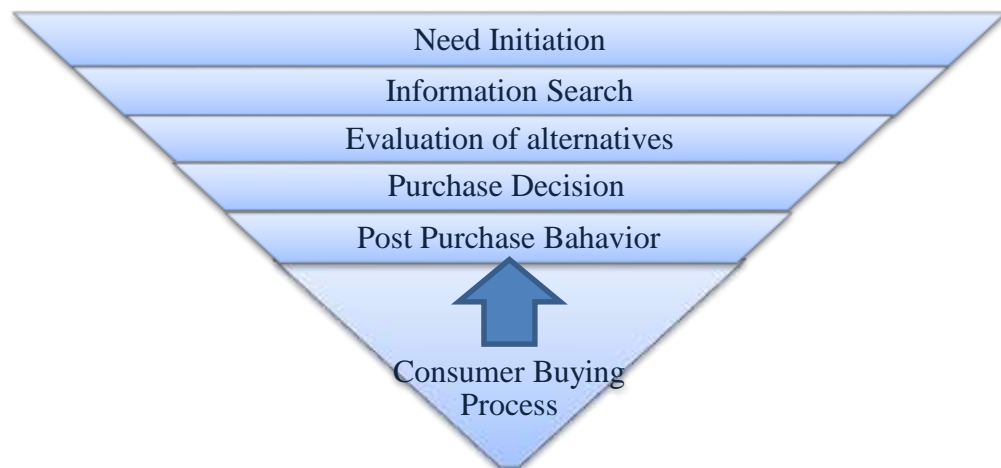 Need Initiation
Information Search
Evaluation of alternatives
Purchase Decision
Post Purchase Bahavior
Consumer Buying
Process